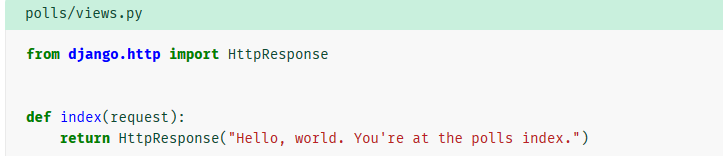 polls/views.py
from django.http import HttpResponse
def index(request):
    return HttpResponse("Hello, world. You're at the polls index.")